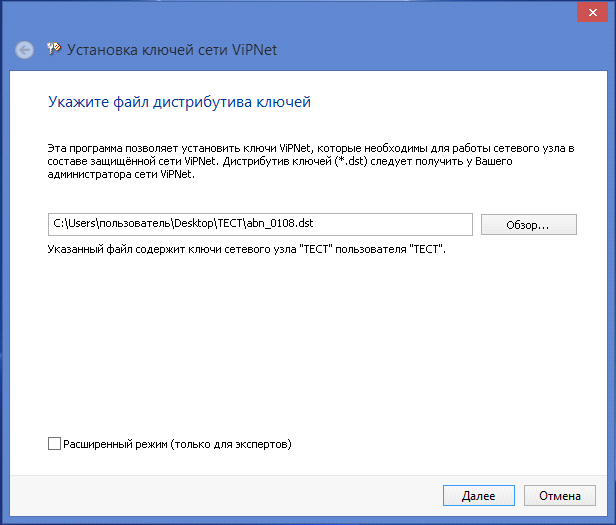 Установка ключей сети ViPNet
Укажите файл дистрибутива ключей
Эта программа позволяет установить ключи ViPNet, которые необходимы для работы сетевого узла в
составе защищённой сети ViPNet. Дистрибутив ключей (*.dst) следует получить у Вашего
администратора сети ViPNet.
C:\Users\пользователь\Desktop\ТЕСТ\abn_0108.dst
Обзор...
Указанный файл содержит ключи сетевого узла "ТЕСТ" пользователя "ТЕСТ".
Расширенный режим (только для экспертов)
Далее
Отмена